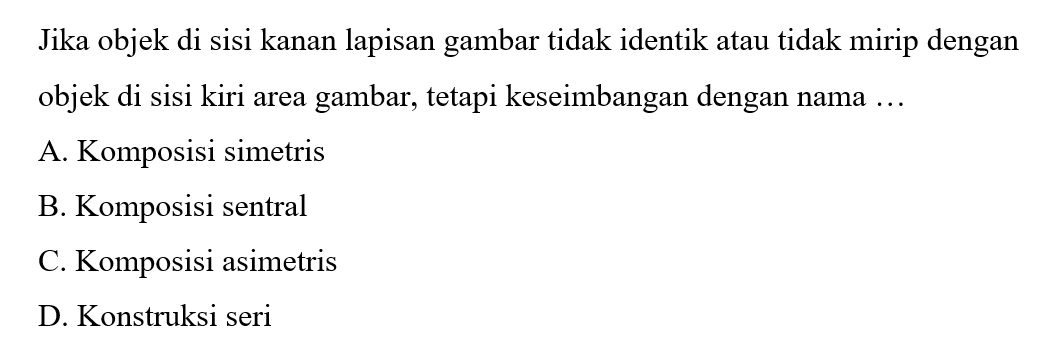 Jika objek di sisi kanan lapisan gambar tidak identik atau tidak mirip dengan
objek di sisi kiri area gambar, tetapi keseimbangan dengan nama …
A. Komposisi simetris
B. Komposisi sentral
C. Komposisi asimetris
D. Konstruksi seri